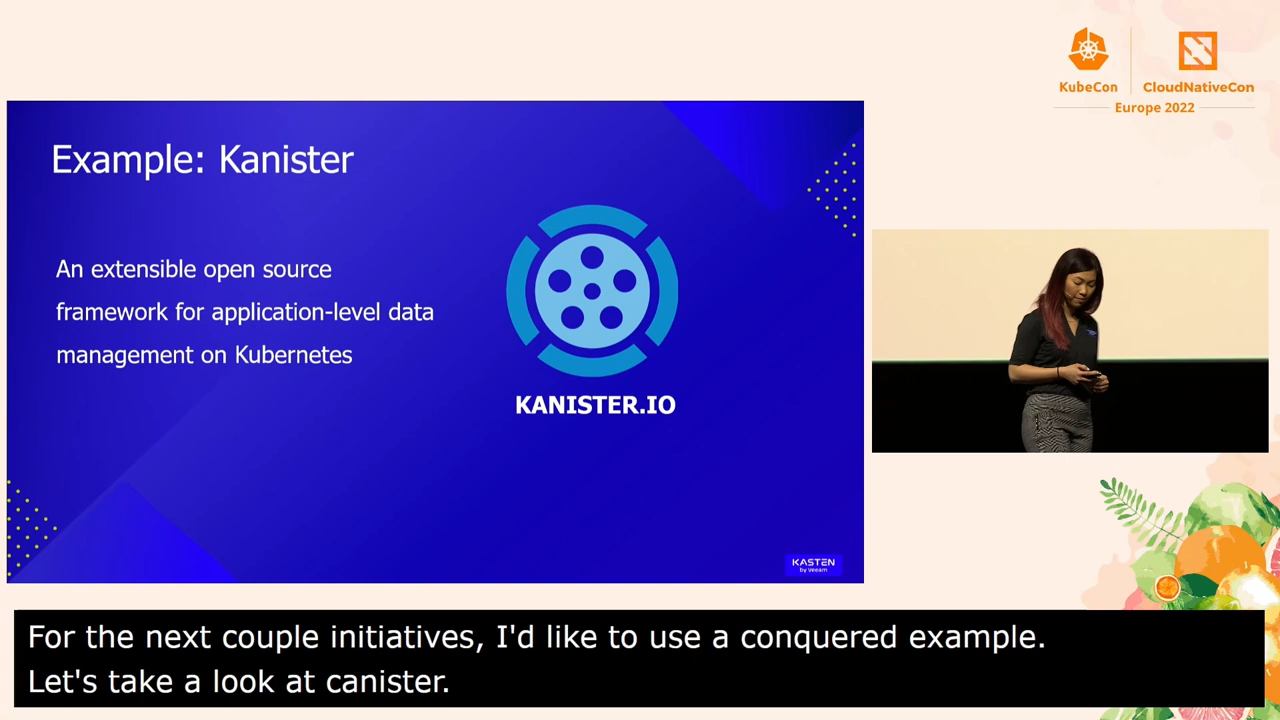 KubeCon
CloudNativeCon
Europe 2022
Example: Kanister
An extensible open source
framework for application-level data
management on Kubernetes
KANISTER.IO
KASTEN
by Veeam
For the next couple initiatives, I'd like to use a conquered example.
Let's take a look at canister.